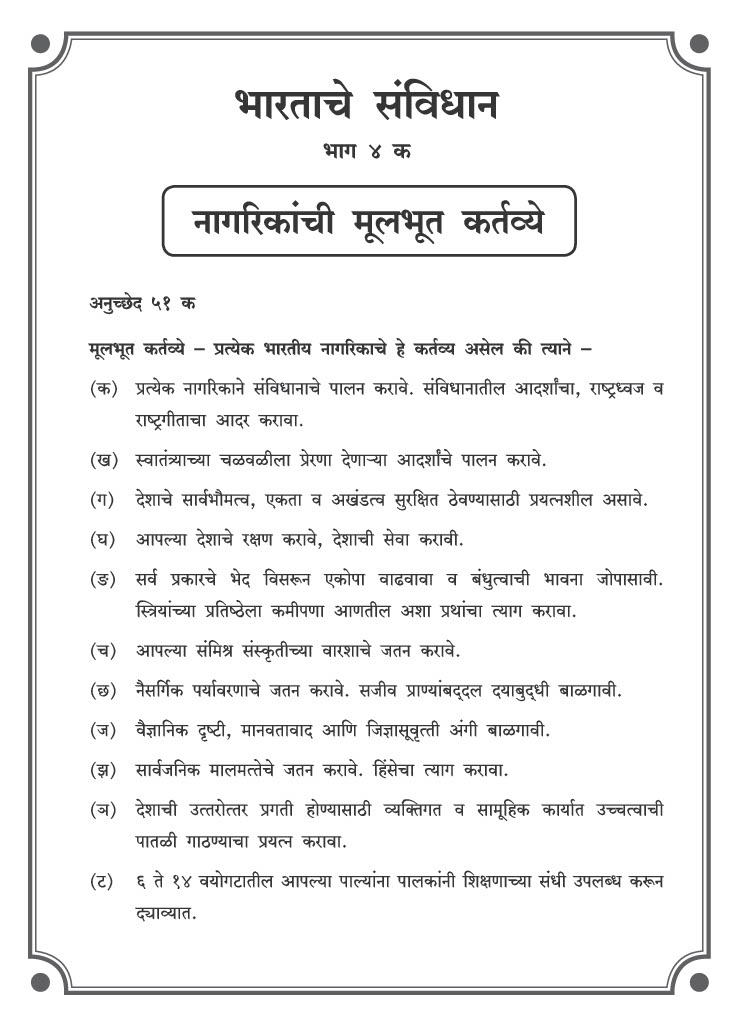 भारताचे संविधान
भाग ४ क
नागरिकांची मूलभूत कर्तव्ये
अनुच्छेद ५१ क
मूलभूत कर्तव्ये – प्रत्येक भारतीय नागरिकाचे हे कर्तव्य असेल की त्याने –
(क) प्रत्येक नागरिकाने संविधानाचे पालन करावे. संविधानातील आदर्शांचा, राष्ट्रध्वज व
राष्ट्रगीताचा आदर करावा.
(ख) स्वातंत्र्याच्या चळवळीला प्रेरणा देणाऱ्या आदर्शांचे पालन करावे.
(ग) देशाचे सार्वभौमत्व, एकता व अखंडत्व सुरक्षित ठेवण्यासाठी प्रयत्नशील असावे.
(घ) आपल्या देशाचे रक्षण करावे, देशाची सेवा करावी.
(ङ) सर्व प्रकारचे भेद विसरून एकोपा वाढवावा व बंधुत्वाची भावना जोपासावी.
स्त्रियांच्या प्रतिष्ठेला कमीपणा आणतील अशा प्रथांचा त्याग करावा.
(च) आपल्या संमिश्र संस्कृतीच्या वारशाचे जतन करावे.
(छ) नैसर्गिक पर्यावरणाचे जतन करावे. सजीव प्राण्यांबद्दल दयाबुद्धी बाळगावी.
(ज) वैज्ञानिक दृष्टी, मानवतावाद आणि जिज्ञासूवृत्ती अंगी बाळगावी.
(झ) सार्वजनिक मालमत्तेचे जतन करावे. हिंसेचा त्याग करावा.
(ञ) देशाची उत्तरोत्तर प्रगती होण्यासाठी व्यक्तिगत व सामूहिक कार्यात उच्चत्वाची
पातळी गाठण्याचा प्रयत्न करावा.
(ट) ६ ते १४ वयोगटातील आपल्या पाल्यांना पालकांनी शिक्षणाच्या संधी उपलब्ध करून
द्याव्यात.